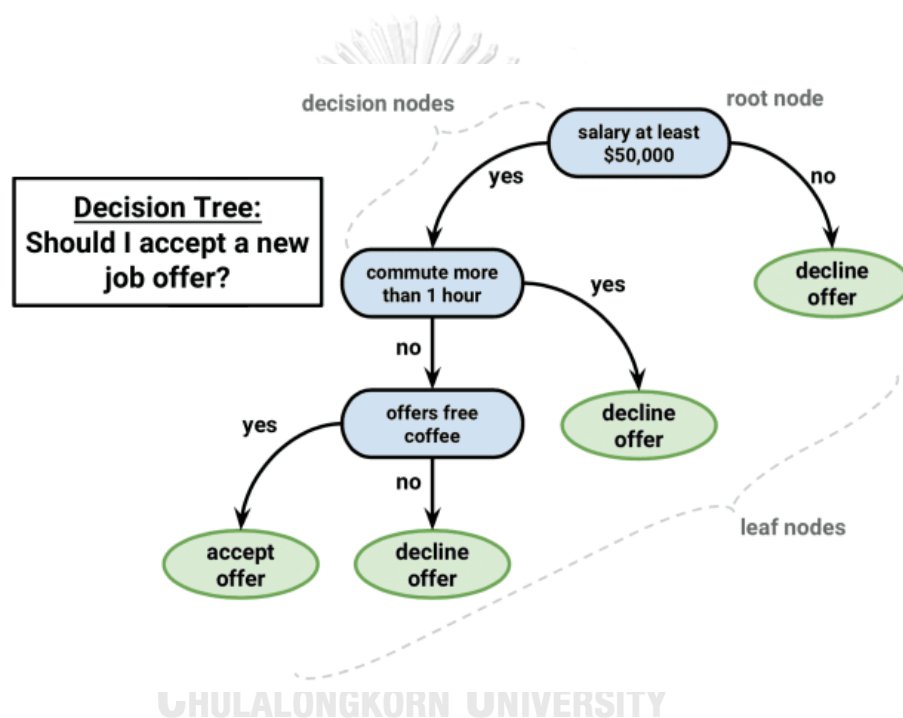 decision nodes
root node
salary at least
$50,000
yes
no
Decision Tree:
Should I accept a new
job offer?
commute more
than 1 hour
yes
decline
offer
no
offers free
coffee
decline
offer
yes
no
leaf nodes
accept
offer
decline
offer
CHULALONGKORN UNIVERSITY